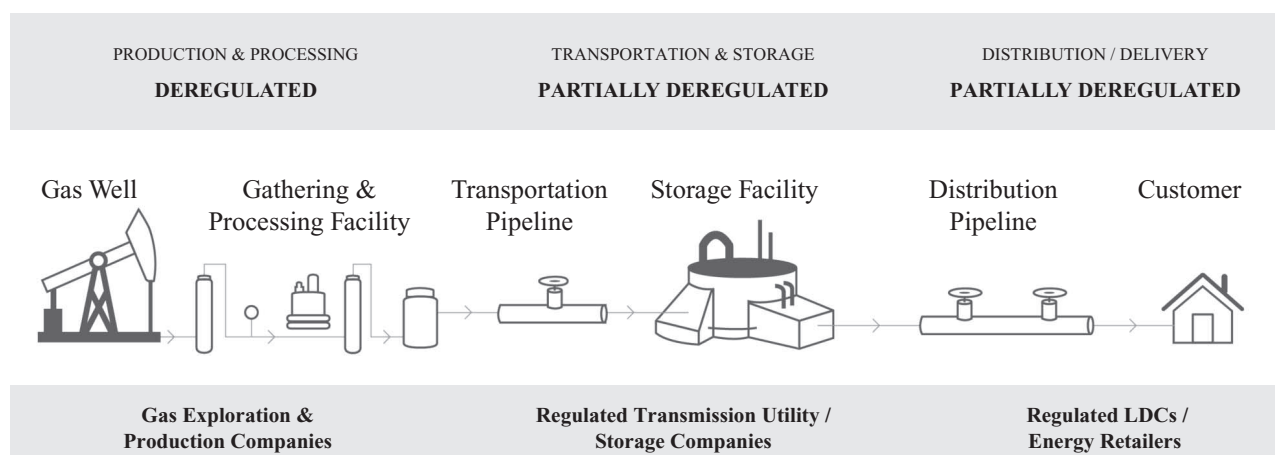 PRODUCTION & PROCESSING
DEREGULATED
TRANSPORTATION & STORAGE
PARTIALLY DEREGULATED
DISTRIBUTION / DELIVERY
PARTIALLY DEREGULATED
Gas Well
Gathering &
Processing Facility
Transportation
Pipeline
Storage Facility
Distribution
Pipeline
Customer
Gas Exploration &
Production Companies
Regulated Transmission Utility /
Storage Companies
Regulated LDCs /
Energy Retailers